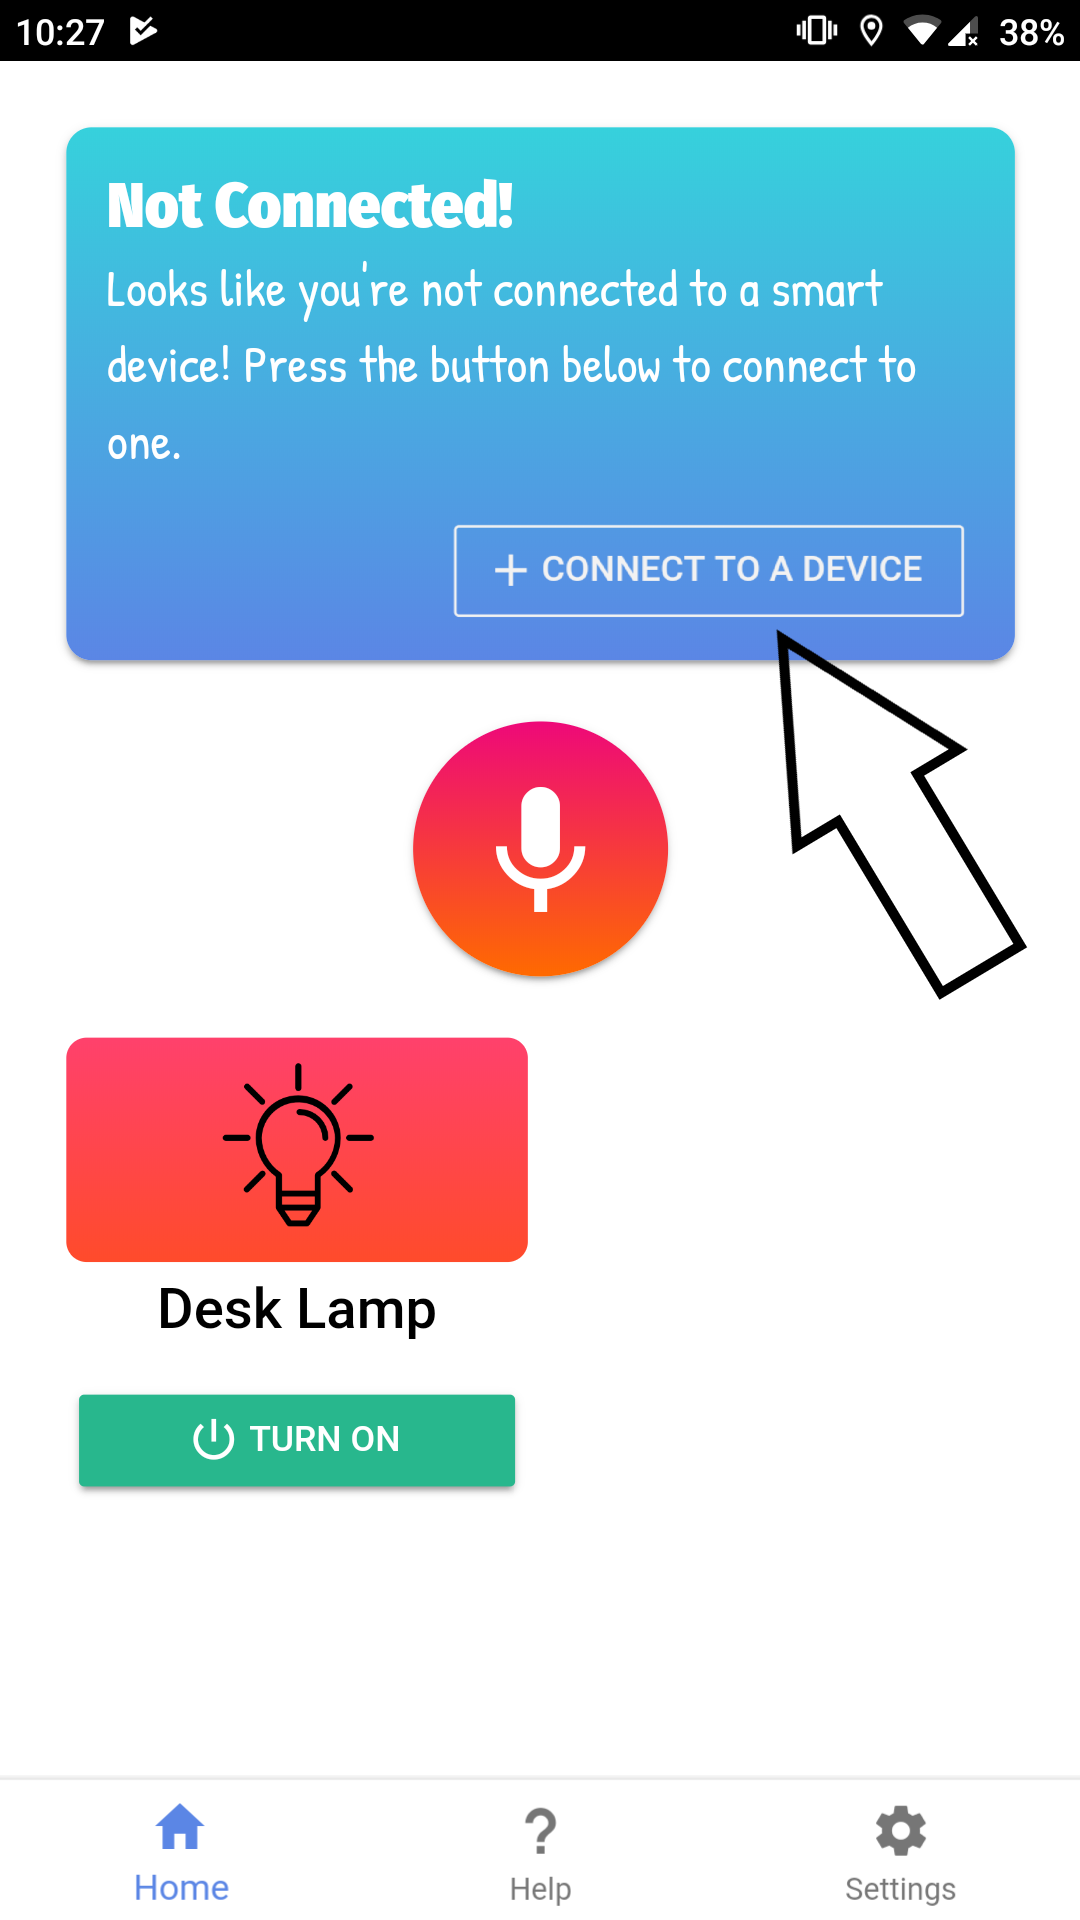 10:27
38%
Not Connected!
Looks like you're not connected to a smart
device! Press the button below to connect to
one.
+ CONNECT TO A DEVICE
Desk Lamp
TURN ON
Home
Help
Settings